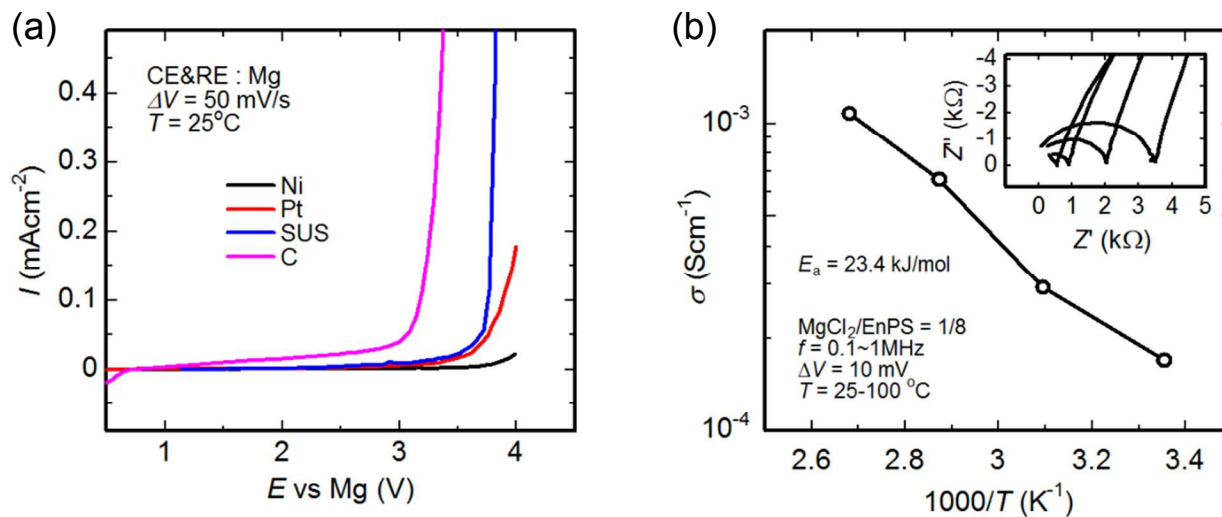 (a)
CE&RE : Mg
ΔV = 50 mV/s
T = 25°C
Ni
Pt
SUS
C
0.4
0.3
0.2
0.1
0
I (mAcm⁻²)
1 2 3 4
E vs Mg (V)
(b)
10⁻³
10⁻⁴
σ (Scm⁻¹)
Eₐ = 23.4 kJ/mol
MgCl₂/EnPS = 1/8
f = 0.1~1MHz
ΔV = 10 mV
T = 25-100 °C
2.6 2.8 3 3.2 3.4
1000/T (K⁻¹)
-4
-3
-2
-1
0
Z'' (kΩ)
0 1 2 3 4 5
Z' (kΩ)